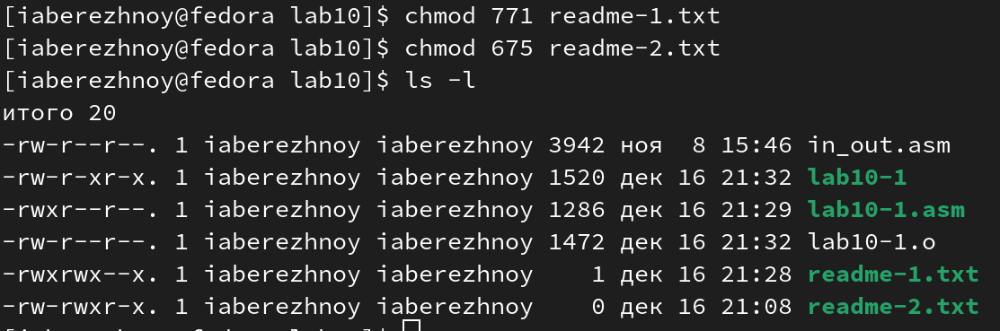 [iaberezhnoy@fedora lab10]$ chmod 771 readme-1.txt
[iaberezhnoy@fedora lab10]$ chmod 675 readme-2.txt
[iaberezhnoy@fedora lab10]$ ls -l
итого 20
-rw-r--r--. 1 iaberezhnoy iaberezhnoy 3942 ноя  8 15:46 in_out.asm
-rw-r-xr-x. 1 iaberezhnoy iaberezhnoy 1520 дек 16 21:32 lab10-1
-rwxr--r--. 1 iaberezhnoy iaberezhnoy 1286 дек 16 21:29 lab10-1.asm
-rw-r--r--. 1 iaberezhnoy iaberezhnoy 1472 дек 16 21:32 lab10-1.o
-rwxrwx--x. 1 iaberezhnoy iaberezhnoy    1 дек 16 21:28 readme-1.txt
-rw-rwxr-x. 1 iaberezhnoy iaberezhnoy    0 дек 16 21:08 readme-2.txt